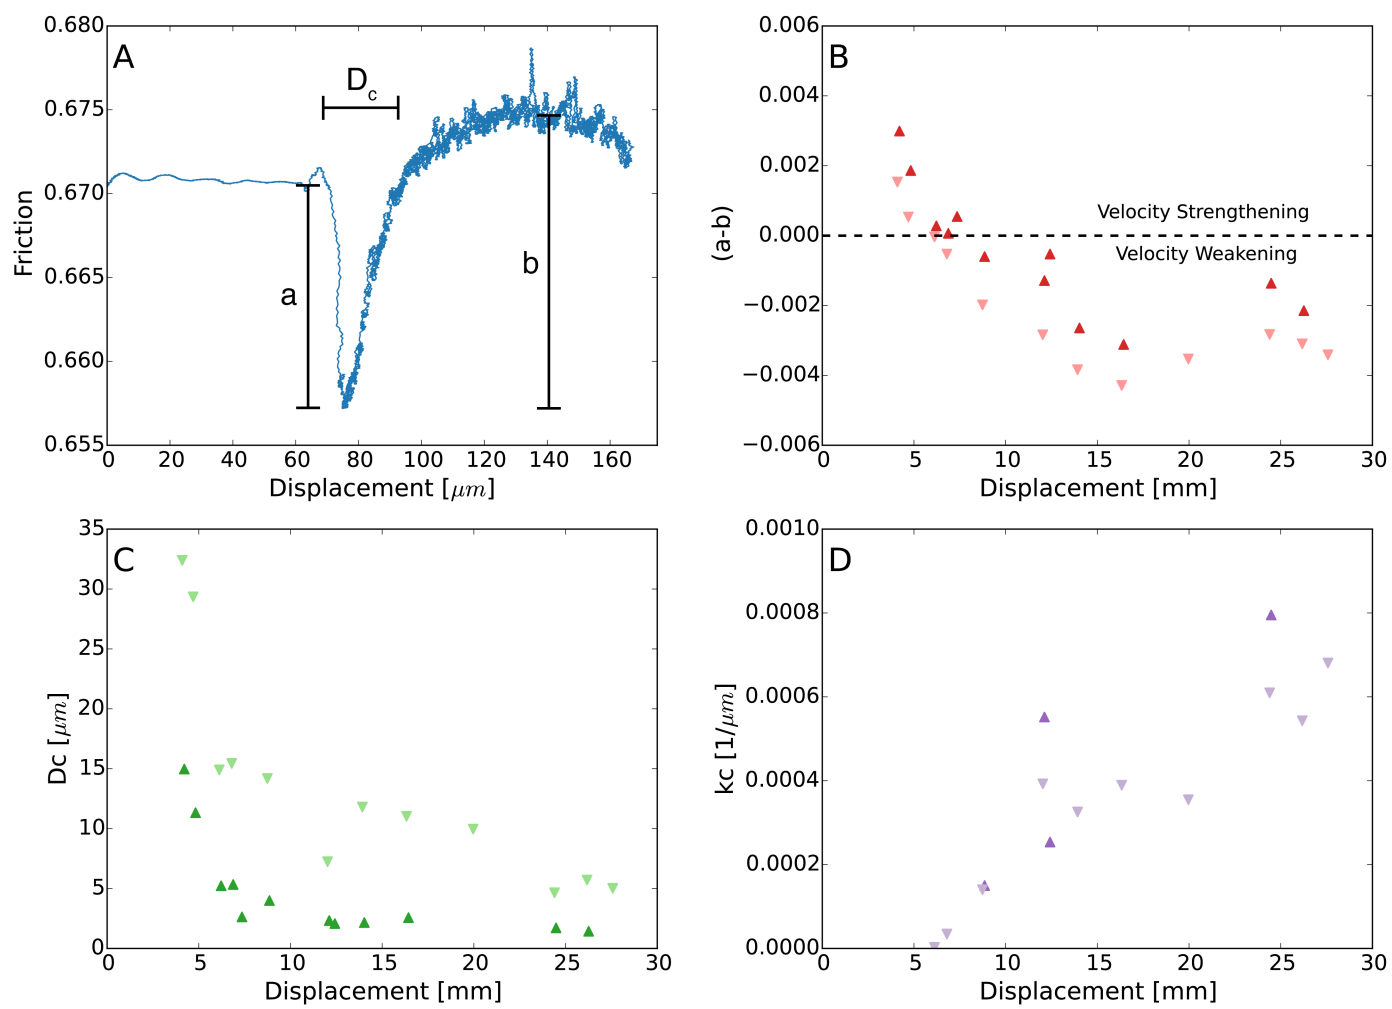 A
0.680
0.675
0.670
0.665
0.660
0.655
Friction
D_c
a
b
0 20 40 60 80 100 120 140 160
Displacement [μm]
B
0.006
0.004
0.002
0.000
−0.002
−0.004
−0.006
(a-b)
Velocity Strengthening
Velocity Weakening
0 5 10 15 20 25 30
Displacement [mm]
C
35
30
25
20
15
10
5
0
Dc [μm]
0 5 10 15 20 25 30
Displacement [mm]
D
0.0010
0.0008
0.0006
0.0004
0.0002
0.0000
kc [1/μm]
0 5 10 15 20 25 30
Displacement [mm]